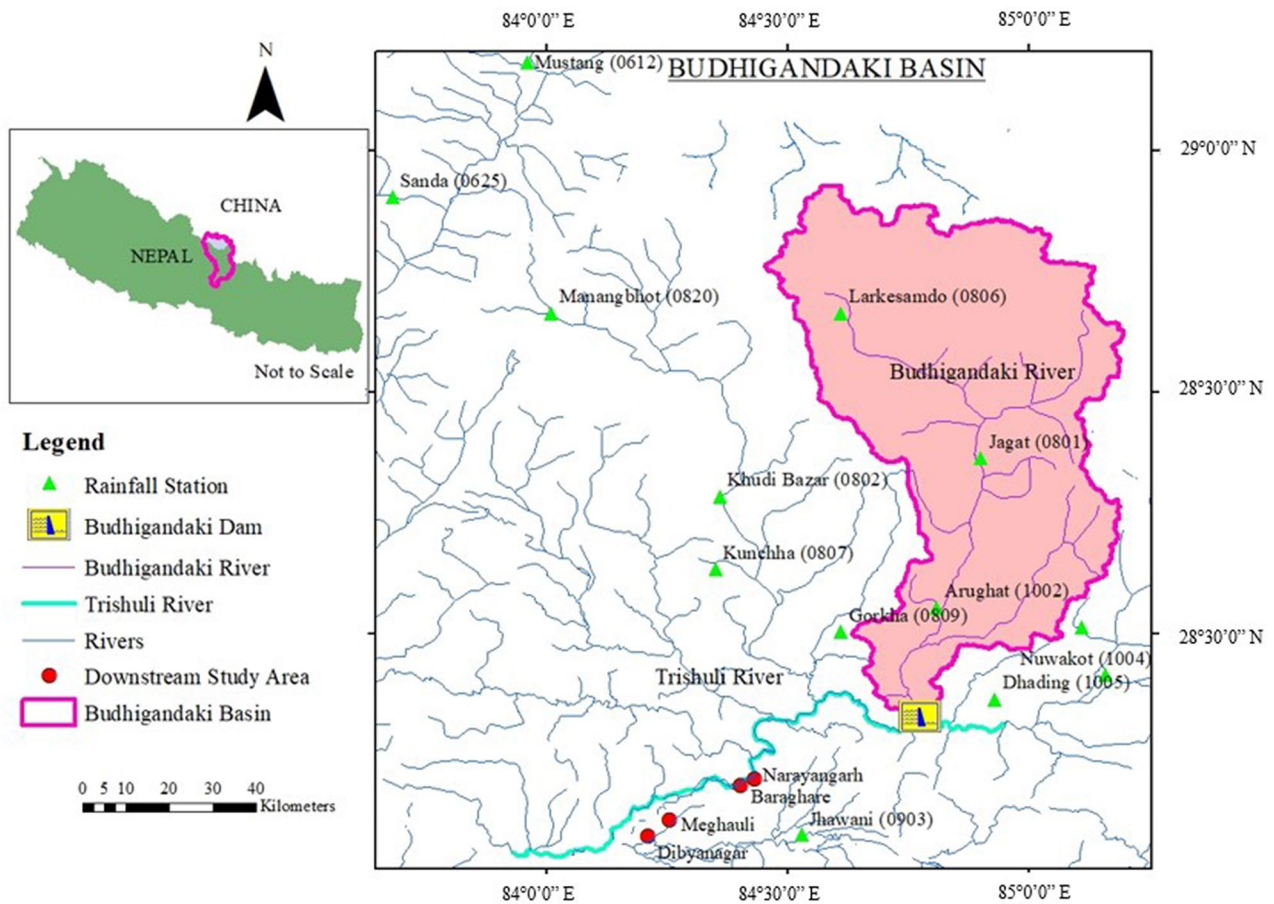 84°0'0" E 84°30'0" E 85°0'0" E
N
BUDHIGANDAKI BASIN
Mustang (0612)
29°0'0" N
Sanda (0625)
CHINA
NEPAL
Not to Scale
Manangbhot (0820)
Larkesamdo (0806)
Budhigandaki River
28°30'0" N
Jagat (0801)
Khudi Bazar (0802)
Kunchha (0807)
Arughat (1002)
Gorkha (0809)
28°30'0" N
Nuwakot (1004)
Trishuli River
Dhading (1005)
Narayangarh
Baraghare
Meghauli
Jhawani (0903)
Dibyanagar
Legend
Rainfall Station
Budhigandaki Dam
Budhigandaki River
Trishuli River
Rivers
Downstream Study Area
Budhigandaki Basin
0 5 10 20 30 40
Kilometers
84°0'0" E 84°30'0" E 85°0'0" E